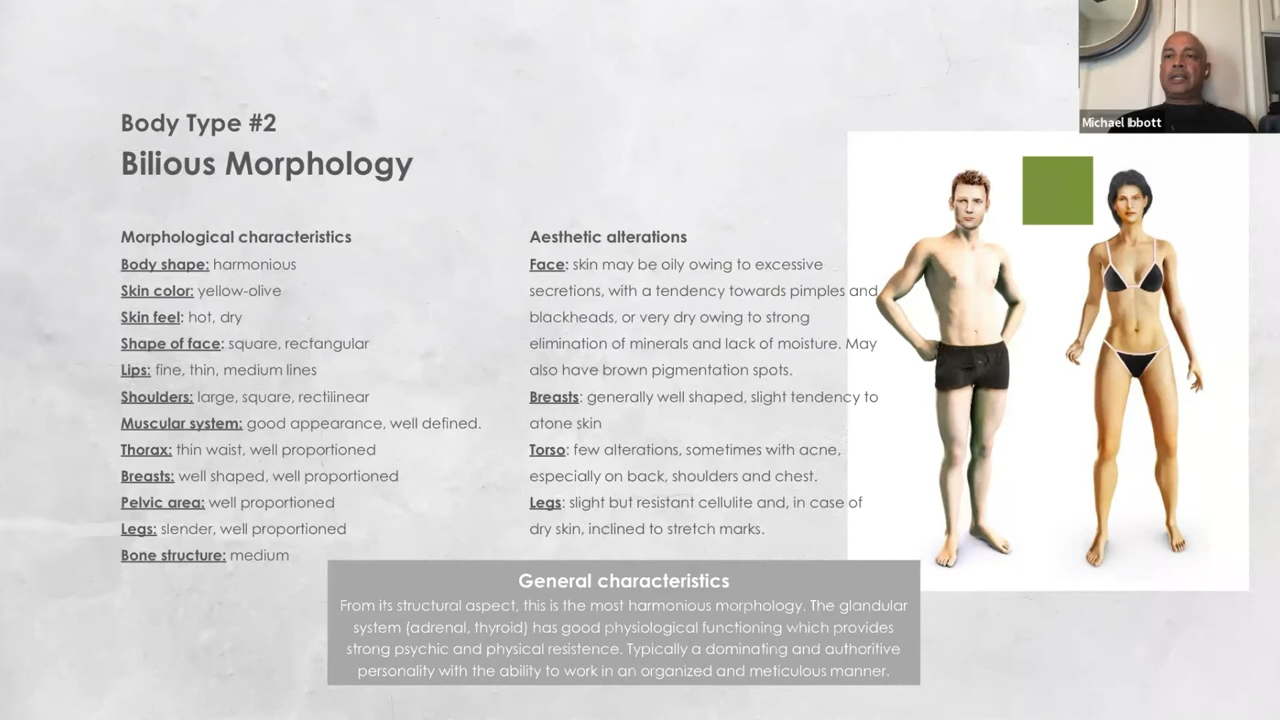 Michael Ibbott
Body Type #2
Bilious Morphology
Morphological characteristics
Body shape: harmonious
Skin color: yellow-olive
Skin feel: hot, dry
Shape of face: square, rectangular
Lips: fine, thin, medium lines
Shoulders: large, square, rectilinear
Muscular system: good appearance, well defined.
Thorax: thin waist, well proportioned
Breasts: well shaped, well proportioned
Pelvic area: well proportioned
Legs: slender, well proportioned
Bone structure: medium
Aesthetic alterations
Face: skin may be oily owing to excessive
secretions, with a tendency towards pimples and
blackheads, or very dry owing to strong
elimination of minerals and lack of moisture. May
also have brown pigmentation spots.
Breasts: generally well shaped, slight tendency to
atone skin
Torso: few alterations, sometimes with acne,
especially on back, shoulders and chest.
Legs: slight but resistant cellulite and, in case of
dry skin, inclined to stretch marks.
General characteristics
From its structural aspect, this is the most harmonious morphology. The glandular
system (adrenal, thyroid) has good physiological functioning which provides
strong psychic and physical resistence. Typically a dominating and authoritive
personality with the ability to work in an organized and meticulous manner.